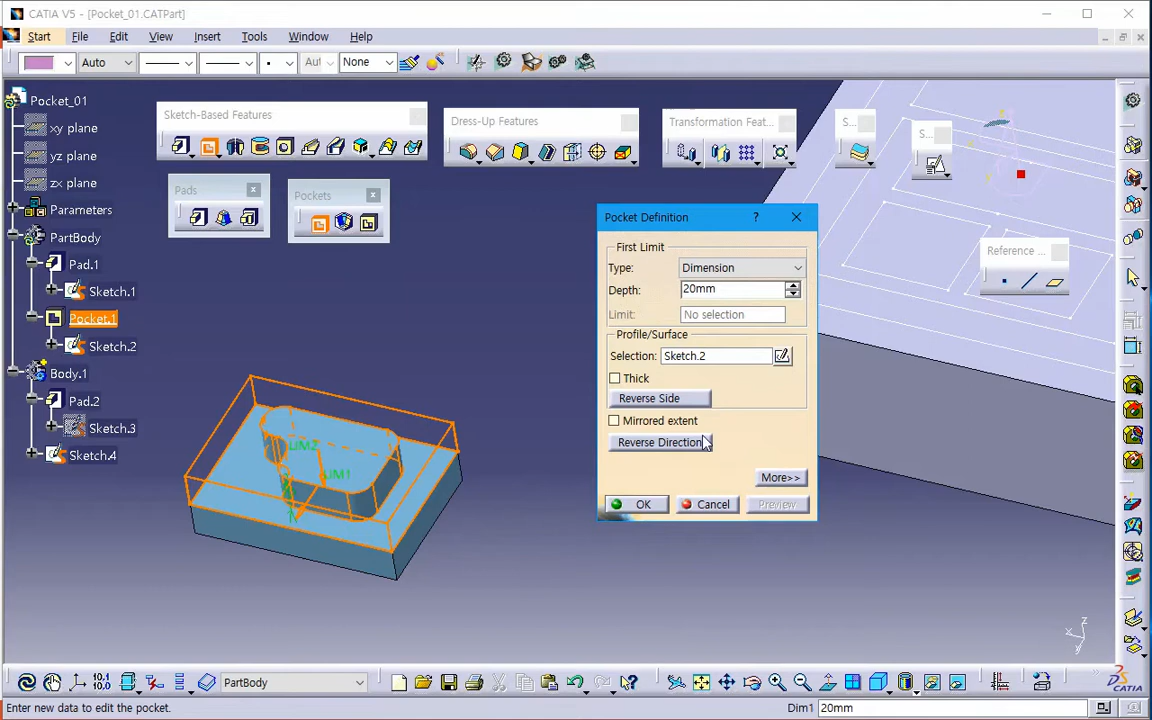 CATIA V5 - [Pocket_01.CATPart]
Start File Edit View Insert Tools Window Help
Auto Aut None
Pocket_01
xy plane
yz plane
zx plane
Parameters
PartBody
Pad.1
Sketch.1
Pocket.1
Sketch.2
Body.1
Pad.2
Sketch.3
Sketch.4
Sketch-Based Features
Dress-Up Features
Transformation Feat...
S...
S...
Pads
Pockets
Reference ...
Pocket Definition
First Limit
Type: Dimension
Depth: 20mm
Limit: No selection
Profile/Surface
Selection: Sketch.2
Thick
Reverse Side
Mirrored extent
Reverse Direction
More>>
OK Cancel Preview
LIM2
LIM1
z
x
y
PartBody
CATIA
Enter new data to edit the pocket.
Dim1 20mm